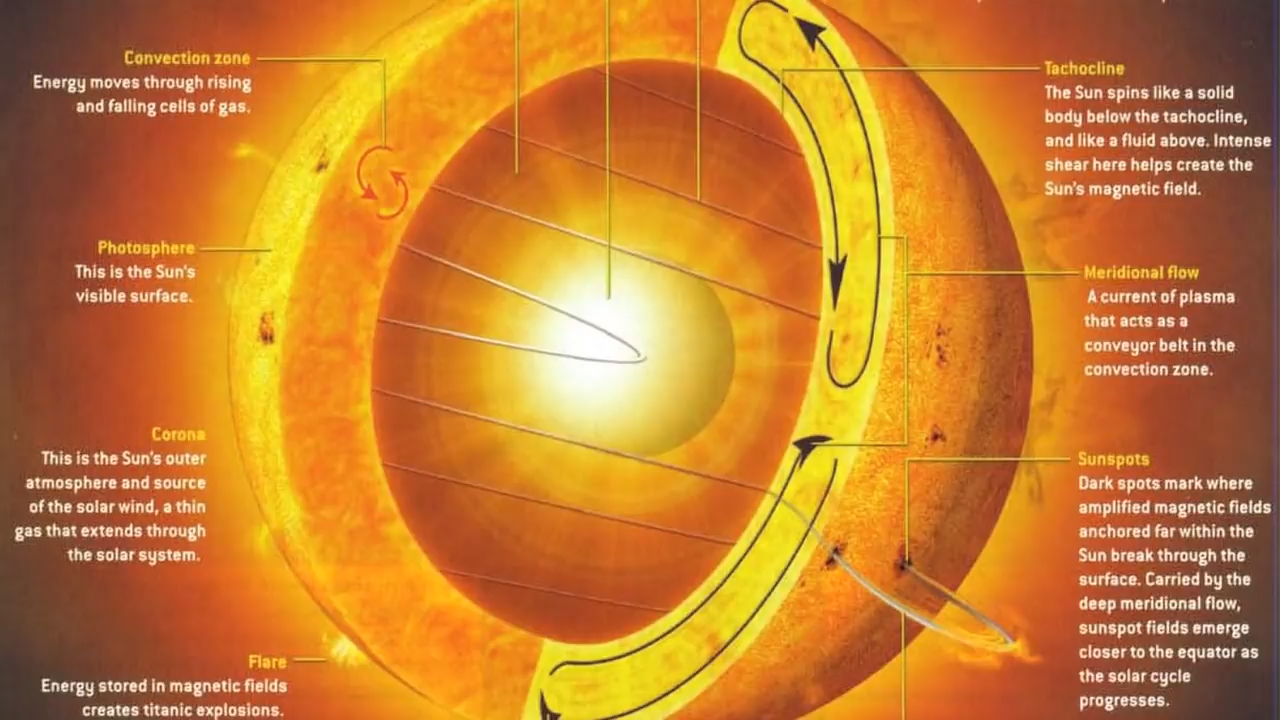 Convection zone
Energy moves through rising
and falling cells of gas.
Photosphere
This is the Sun's
visible surface.
Corona
This is the Sun's outer
atmosphere and source
of the solar wind, a thin
gas that extends through
the solar system.
Flare
Energy stored in magnetic fields
creates titanic explosions.
Tachocline
The Sun spins like a solid
body below the tachocline,
and like a fluid above. Intense
shear here helps create the
Sun's magnetic field.
Meridional flow
A current of plasma
that acts as a
conveyor belt in the
convection zone.
Sunspots
Dark spots mark where
amplified magnetic fields
anchored far within the
Sun break through the
surface. Carried by the
deep meridional flow,
sunspot fields emerge
closer to the equator as
the solar cycle
progresses.